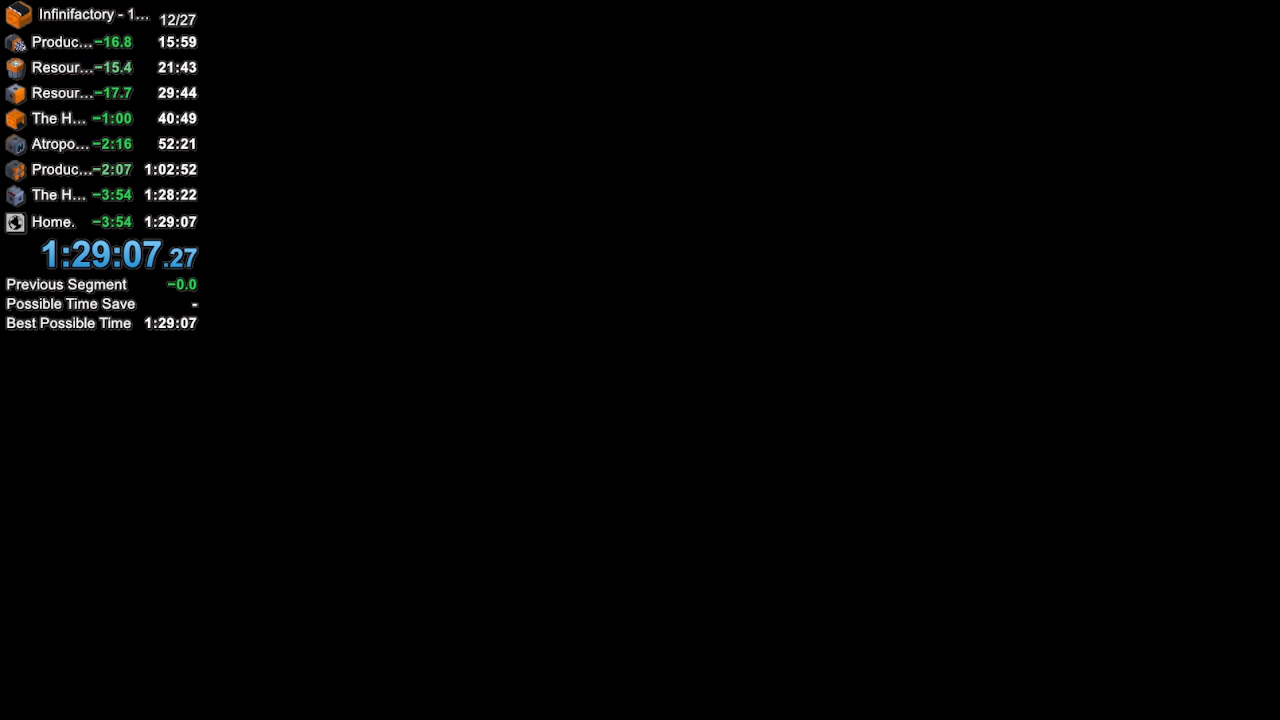 Infinifactory - 1... 12/27
Produc... −16.8 15:59
Resour... −15.4 21:43
Resour... −17.7 29:44
The H... −1:00 40:49
Atropo... −2:16 52:21
Produc... −2:07 1:02:52
The H... −3:54 1:28:22
Home. −3:54 1:29:07
1:29:07.27
Previous Segment −0.0
Possible Time Save -
Best Possible Time 1:29:07